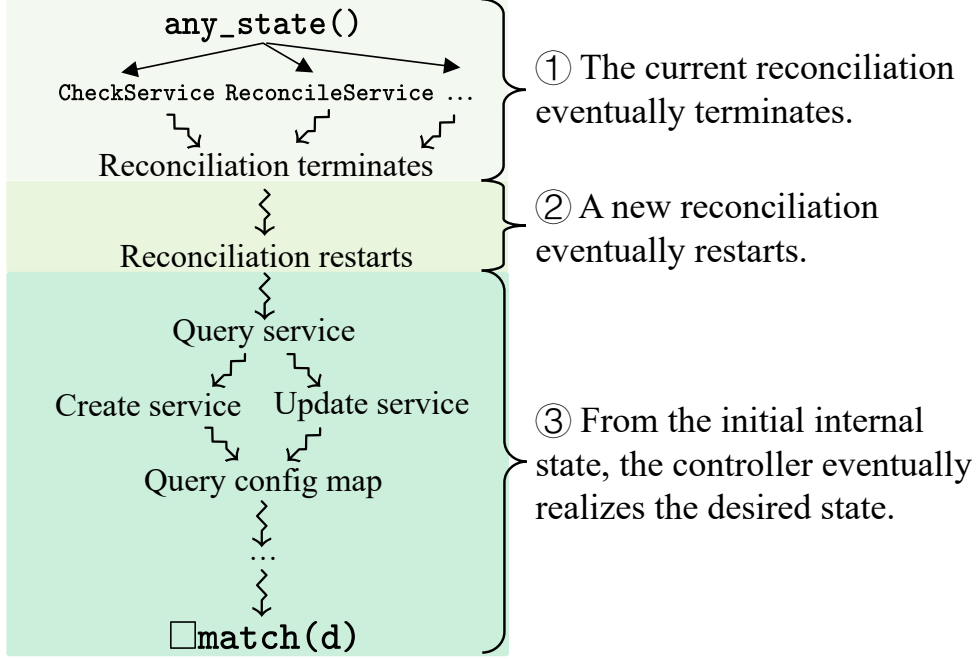 any_state()
CheckService ReconcileService ...
Reconciliation terminates
① The current reconciliation
eventually terminates.
Reconciliation restarts
② A new reconciliation
eventually restarts.
Query service
Create service Update service
Query config map
...
□match(d)
③ From the initial internal
state, the controller eventually
realizes the desired state.